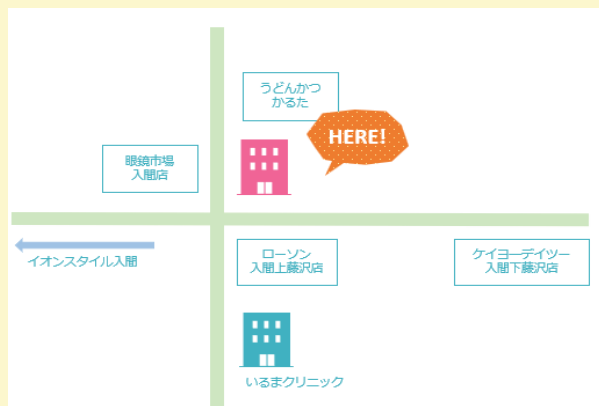 うどんかつ
かるた
HERE!
眼鏡市場
入間店
イオンスタイル入間
ローソン
入間上藤沢店
ケイヨーデイツー
入間下藤沢店
いるまクリニック